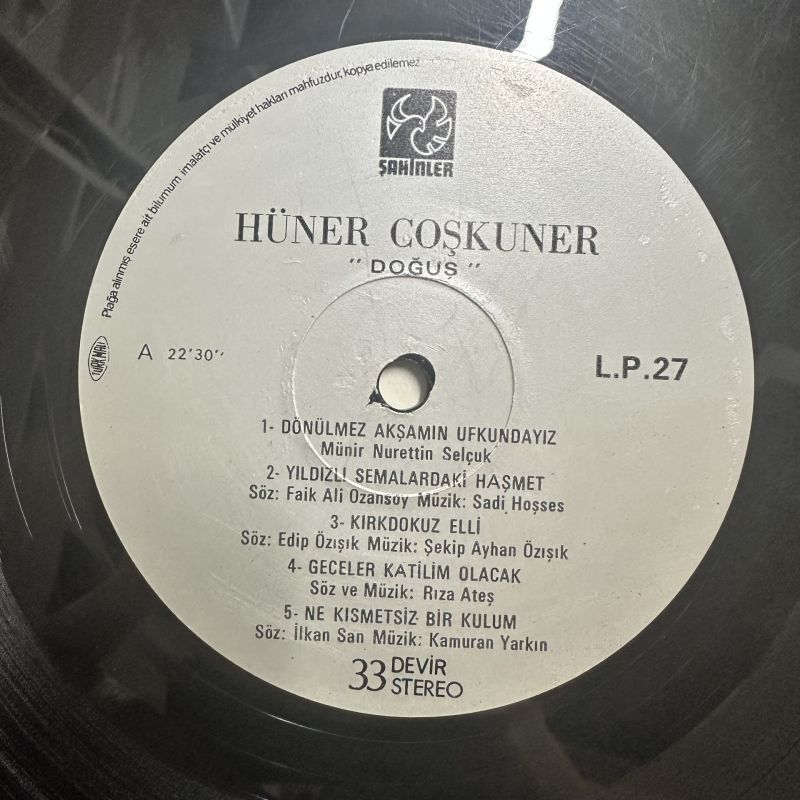 Plağa alınmış esere ait bilumum imalatçı ve mülkiyet hakları mahfuzdur, kopya edilemez
ŞAHİNLER
HÜNER COŞKUNER
" DOĞUŞ "
TÜRK MALI
A 22'30''
L.P.27
1- DÖNÜLMEZ AKŞAMIN UFKUNDAYIZ
Münir Nurettin Selçuk
2- YILDIZLI SEMALARDAKİ HAŞMET
Söz: Faik Ali Ozansoy Müzik: Sadi Hoşses
3- KIRKDOKUZ ELLİ
Söz: Edip Özışık Müzik: Şekip Ayhan Özışık
4- GECELER KATİLİM OLACAK
Söz ve Müzik: Rıza Ateş
5- NE KISMETSİZ BİR KULUM
Söz: İlkan San Müzik: Kamuran Yarkın
33 DEVİR
STEREO